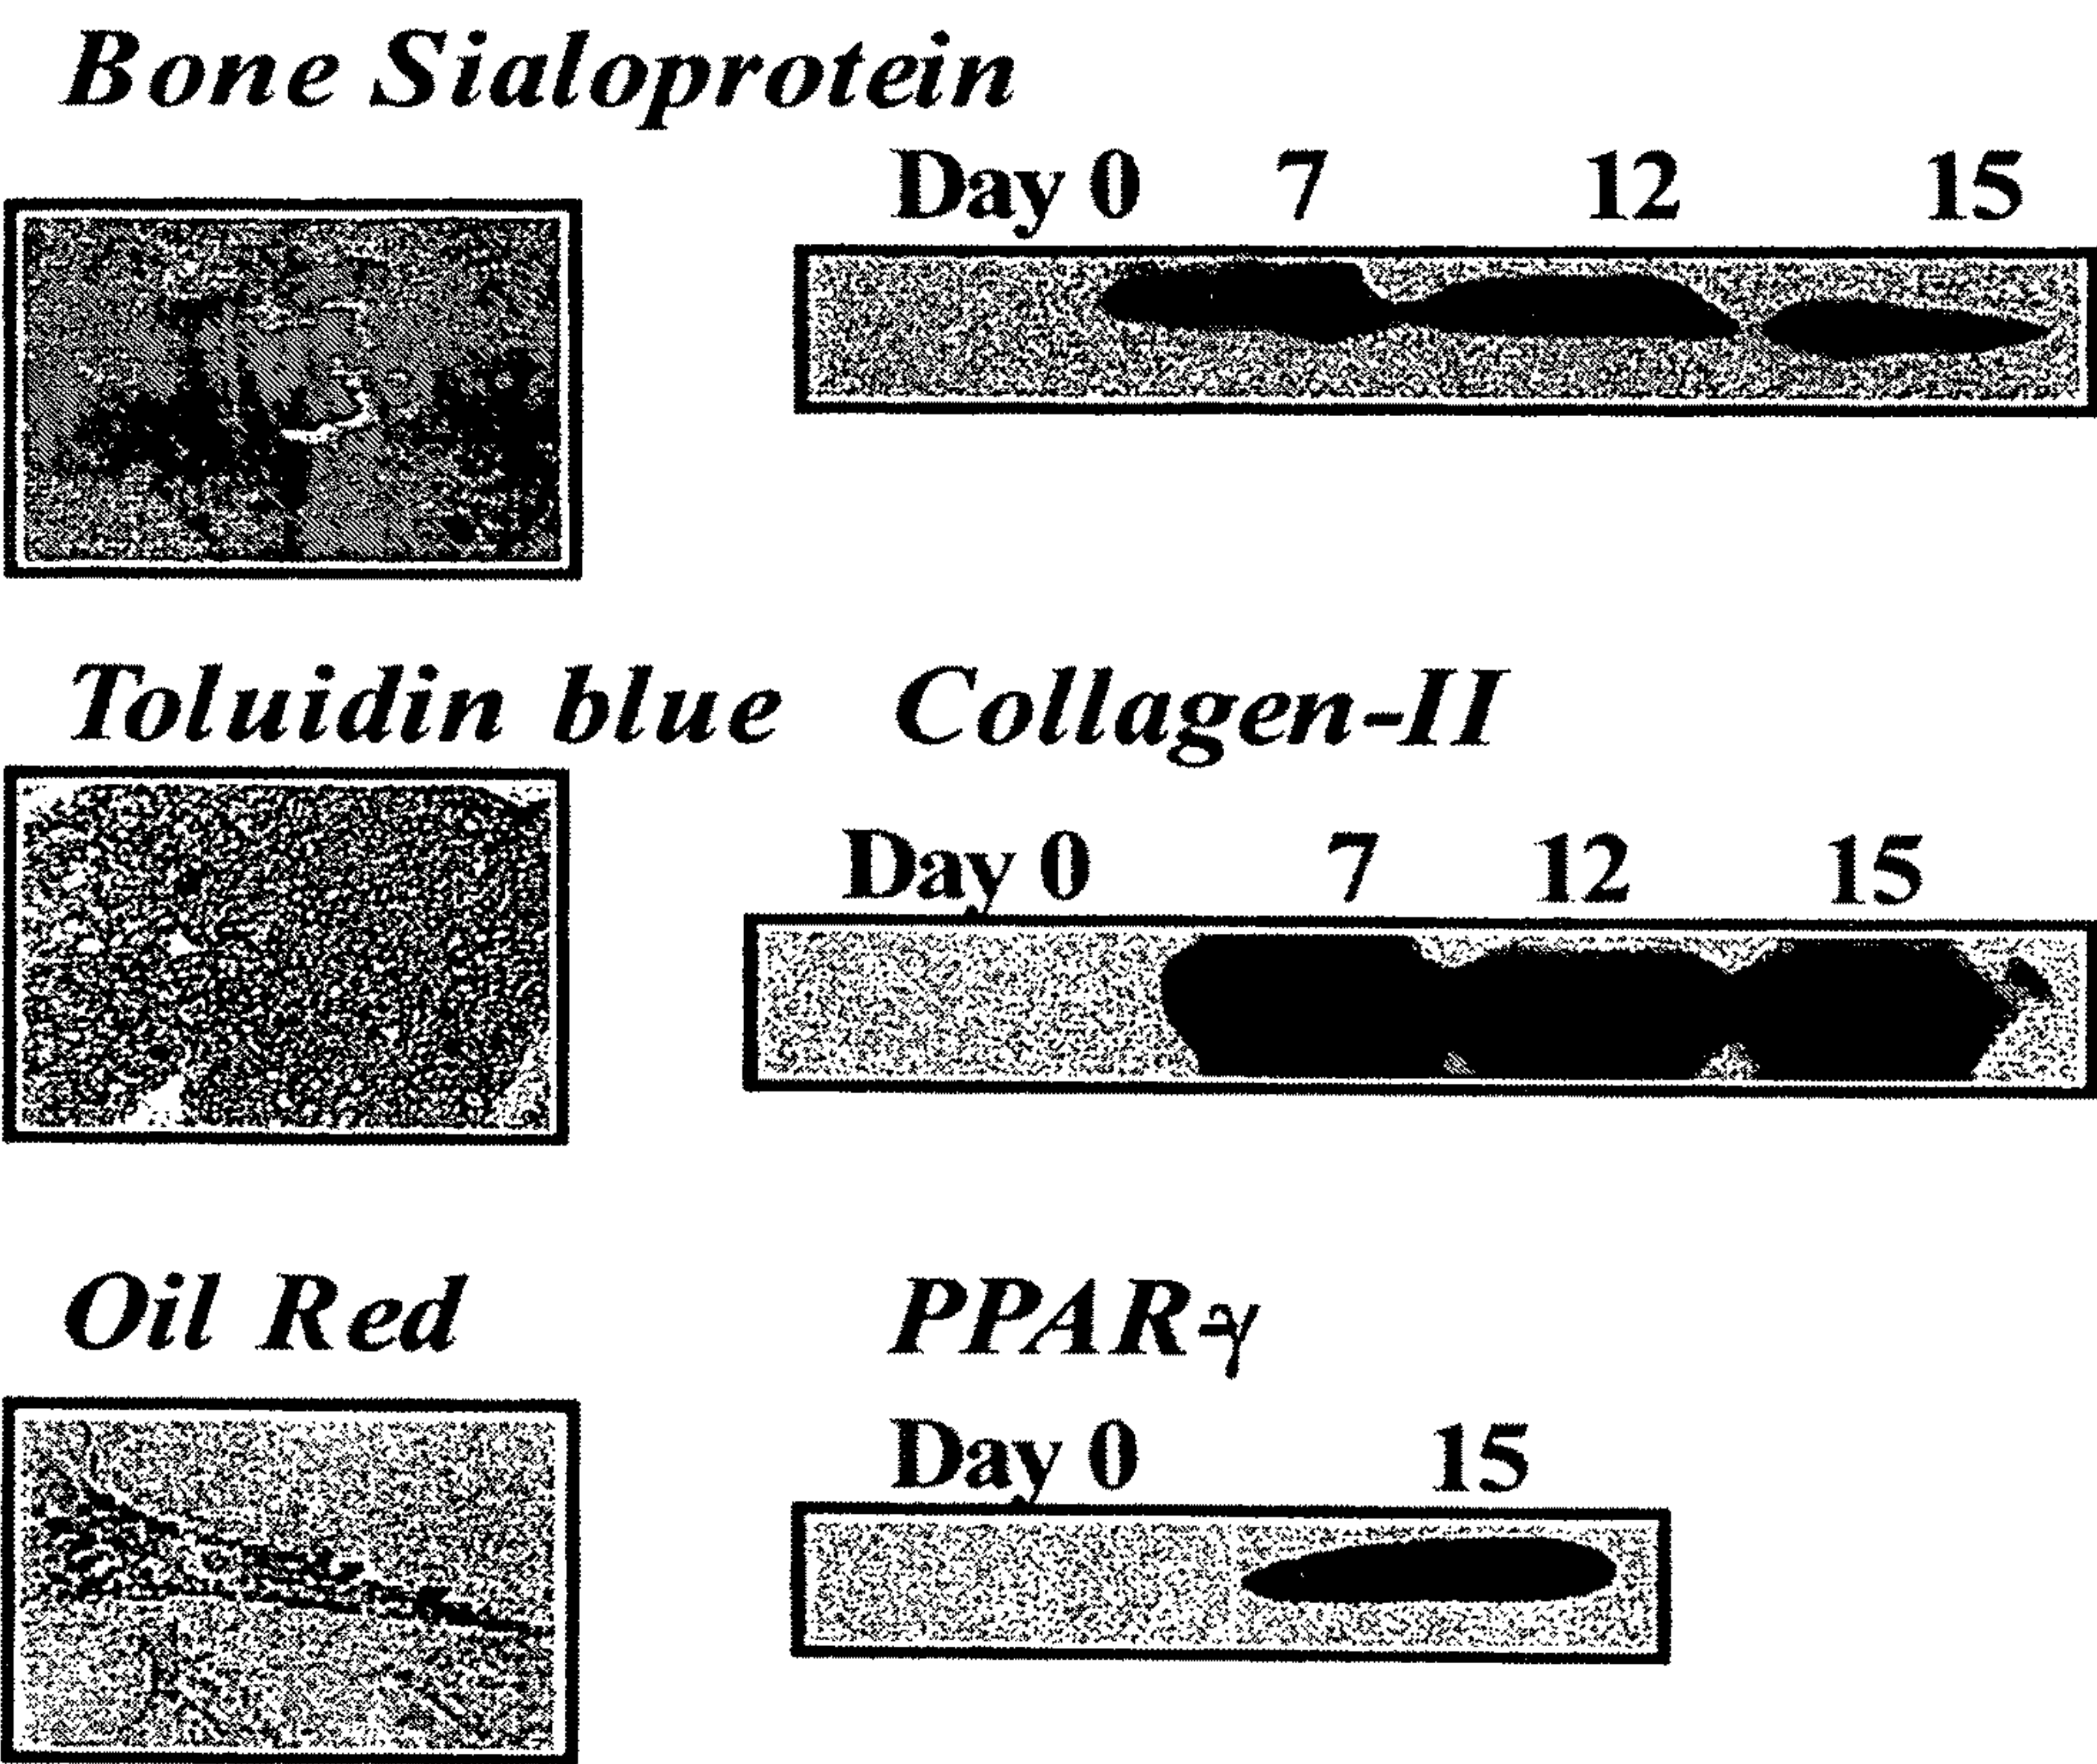 Bone Sialoprotein
Day 0 7 12 15
Toluidin blue Collagen-II
Day 0 7 12 15
Oil Red PPAR-γ
Day 0 15